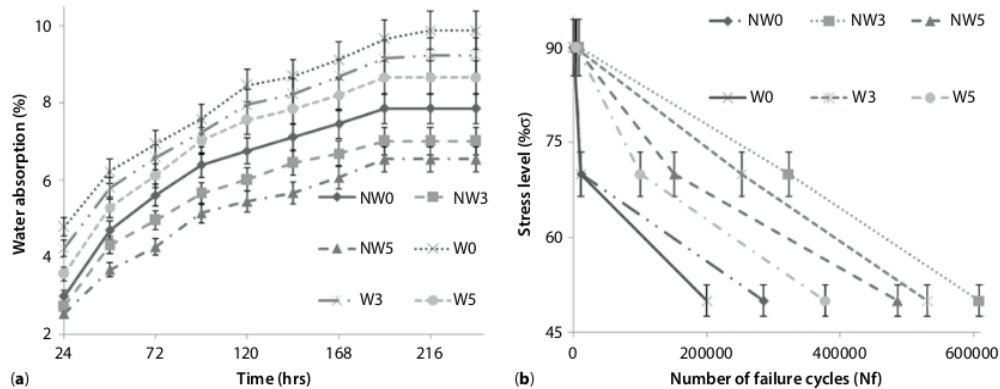 10
8
6
4
2
Water absorption (%)
NW0 NW3
NW5 W0
W3 W5
24 72 120 168 216
(a) Time (hrs)
NW0 NW3 NW5
W0 W3 W5
90
75
60
45
Stress level (%σ)
0 200000 400000 600000
(b) Number of failure cycles (Nf)